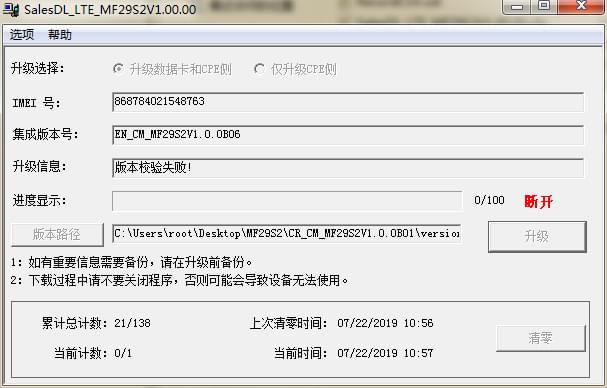 SalesDL_LTE_MF29S2V1.00.00
选项 帮助
升级选择： 升级数据卡和CPE侧 仅升级CPE侧
IMEI 号： 868784021548763
集成版本号： EN_CM_MF29S2V1.0.0B06
升级信息： 版本校验失败!
进度显示： 0/100 断开
版本路径 C:\Users\root\Desktop\MF29S2\CR_CM_MF29S2V1.0.0B01\version 升级
1：如有重要信息需要备份，请在升级前备份。
2：下载过程中请不要关闭程序，否则可能会导致设备无法使用。
累计总计数：21/138 上次清零时间： 07/22/2019 10:56
当前计数：0/1 当前时间： 07/22/2019 10:57
清零